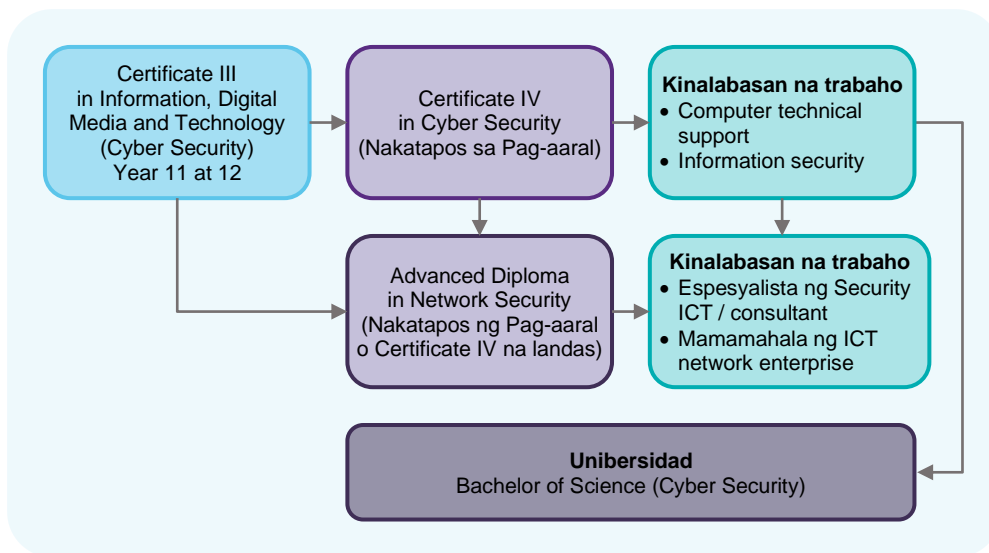 Certificate III
in Information, Digital
Media and Technology
(Cyber Security)
Year 11 at 12
Certificate IV
in Cyber Security
(Nakatapos sa Pag-aaral)
Kinalabasan na trabaho
• Computer technical
support
• Information security
Advanced Diploma
in Network Security
(Nakatapos ng Pag-aaral
o Certificate IV na landas)
Kinalabasan na trabaho
• Espesyalista ng Security
ICT / consultant
• Mamamahala ng ICT
network enterprise
Unibersidad
Bachelor of Science (Cyber Security)